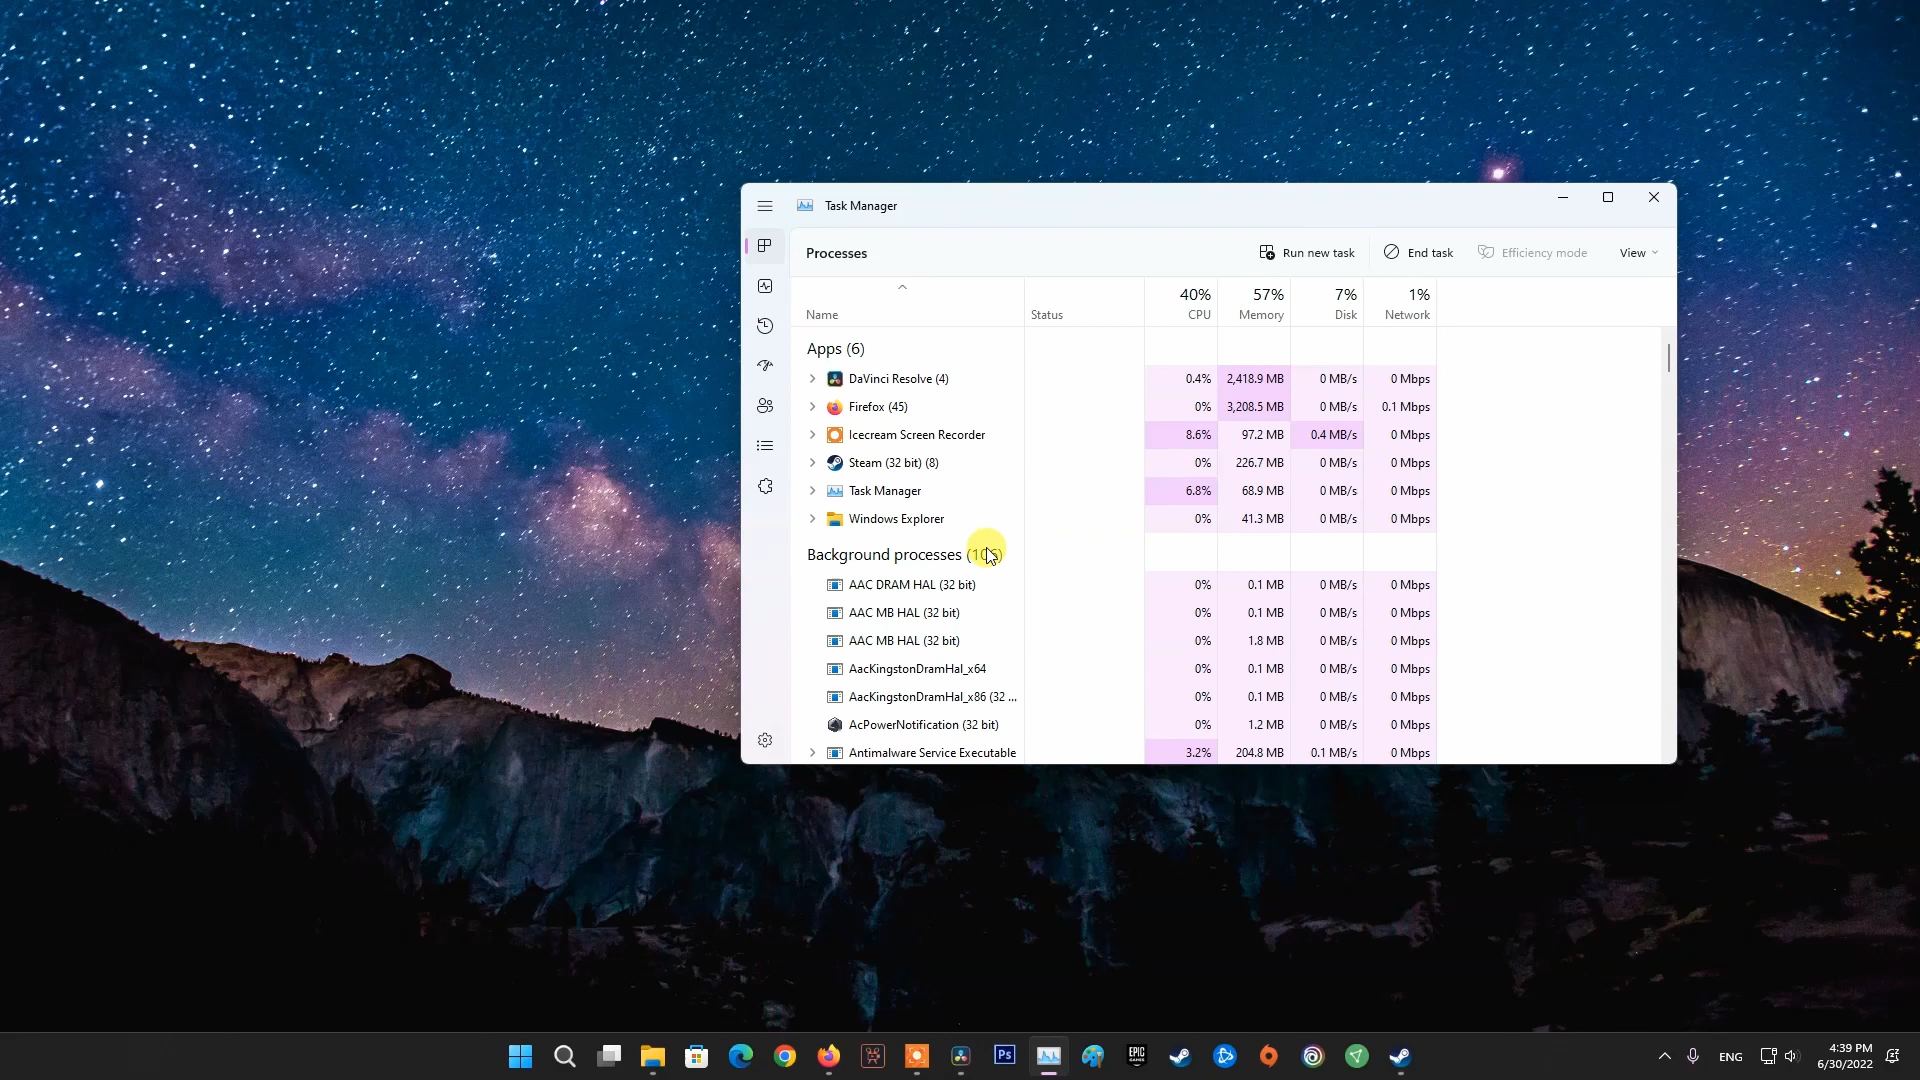 Task Manager
Processes
Run new task
End task
Efficiency mode
View
40% 57% 7% 1%
Name Status CPU Memory Disk Network
Apps (6)
DaVinci Resolve (4) 0.4% 2,418.9 MB 0 MB/s 0 Mbps
Firefox (45) 0% 3,208.5 MB 0 MB/s 0.1 Mbps
Icecream Screen Recorder 8.6% 97.2 MB 0.4 MB/s 0 Mbps
Steam (32 bit) (8) 0% 226.7 MB 0 MB/s 0 Mbps
Task Manager 6.8% 68.9 MB 0 MB/s 0 Mbps
Windows Explorer 0% 41.3 MB 0 MB/s 0 Mbps
Background processes
AAC DRAM HAL (32 bit) 0% 0.1 MB 0 MB/s 0 Mbps
AAC MB HAL (32 bit) 0% 0.1 MB 0 MB/s 0 Mbps
AAC MB HAL (32 bit) 0% 1.8 MB 0 MB/s 0 Mbps
AacKingstonDramHal_x64 0% 0.1 MB 0 MB/s 0 Mbps
AacKingstonDramHal_x86 (32 ... 0% 0.1 MB 0 MB/s 0 Mbps
AcPowerNotification (32 bit) 0% 1.2 MB 0 MB/s 0 Mbps
Antimalware Service Executable 3.2% 204.8 MB 0.1 MB/s 0 Mbps
Ps
EPIC
GAMES
ENG
4:39 PM
6/30/2022